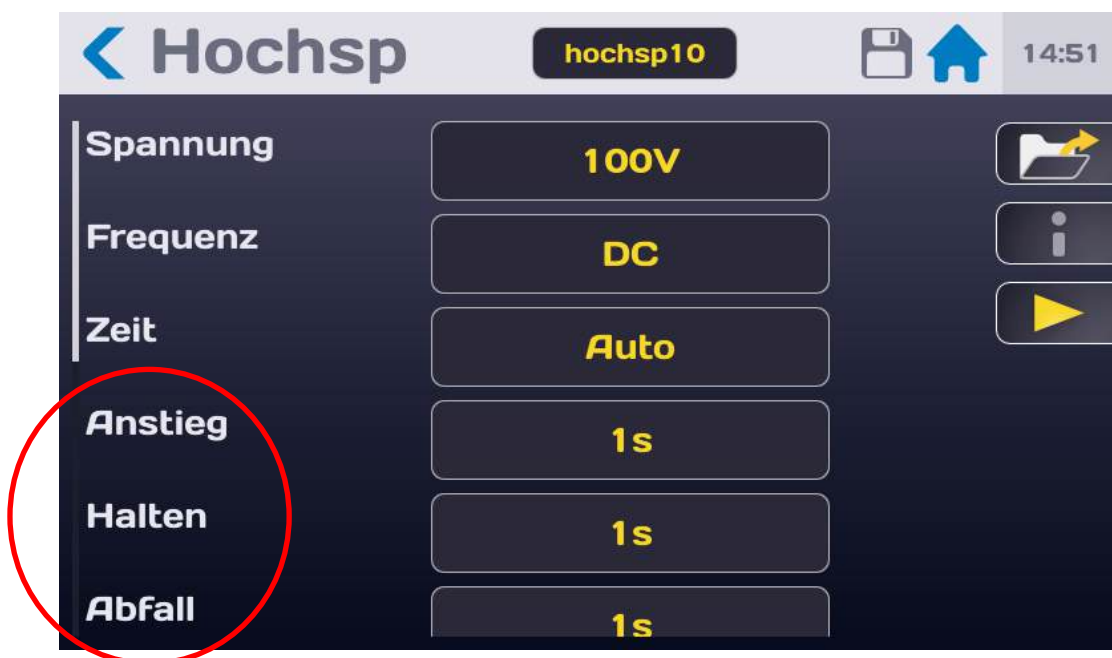 Hochsp hochsp10 14:51
Spannung 100V
Frequenz DC
Zeit Auto
Anstieg 1s
Halten 1s
Abfall 1s